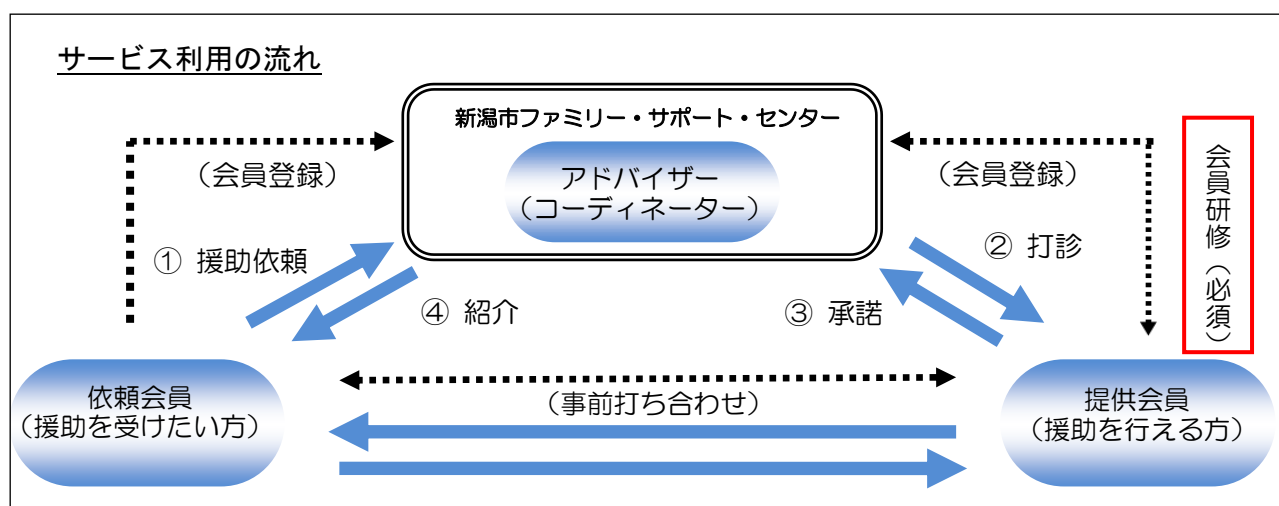 サービス利用の流れ
新潟市ファミリー・サポート・センター
アドバイザー
（コーディネーター）
（会員登録）
（会員登録）
会員研修（必須）
① 援助依頼
② 打診
④ 紹介
③ 承諾
依頼会員
（援助を受けたい方）
（事前打ち合わせ）
提供会員
（援助を行える方）